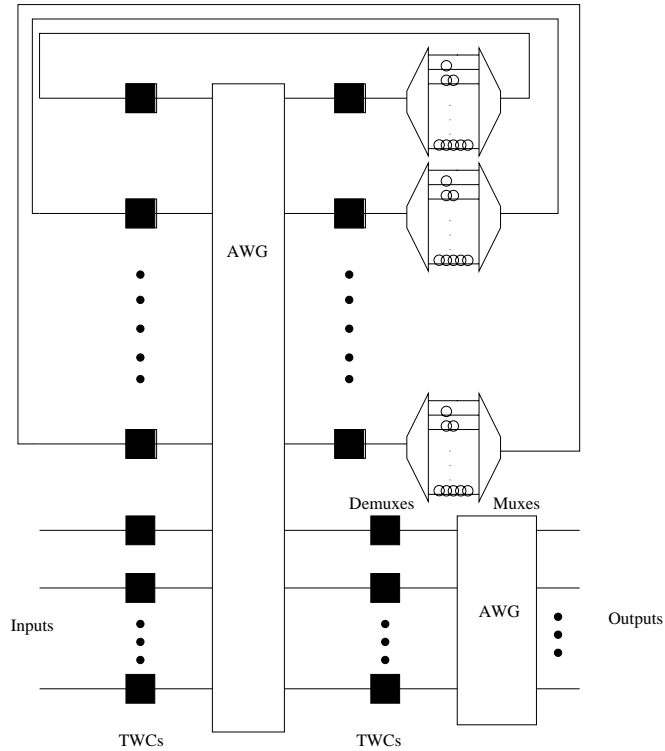 AWG
Demuxes
Muxes
AWG
Inputs
Outputs
TWCs
TWCs